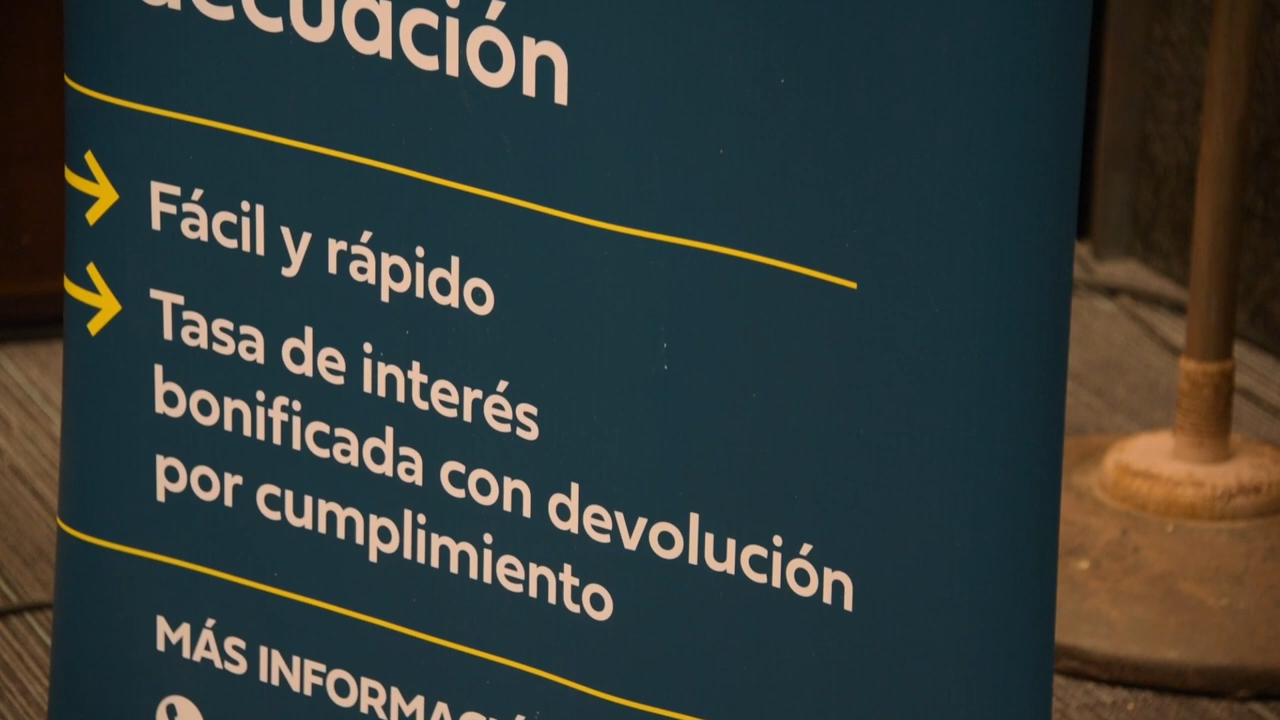 Fácil y rápido
Tasa de interés
bonificada con devolución
por cumplimiento
MÁS